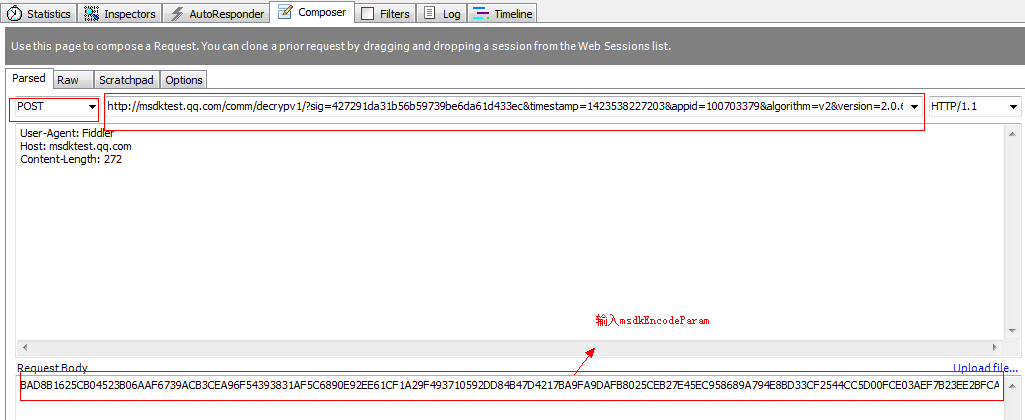 Statistics Inspectors AutoResponder Composer Filters Log Timeline
Use this page to compose a Request. You can clone a prior request by dragging and dropping a session from the Web Sessions list.
Parsed Raw Scratchpad Options
POST http://msdktest.qq.com/comm/decrypv1/?sig=427291da31b56b59739be6da61d433ec&timestamp=1423538227203&appid=100703379&algorithm=v2&version=2.0.6 HTTP/1.1
User-Agent: Fiddler
Host: msdktest.qq.com
Content-Length: 272
输入msdkEncodeParam
Request Body Upload file...
BAD8B1625CB04523B06AAF6739ACB3CEA96F54393831AF5C6890E92EE61CF1A29F493710592DD84B47D4217BA9FA9DAFB8025CEB27E45EC958689A794E8BD33CF2544CC5D00FCE03AEF7B23EE2BFCA